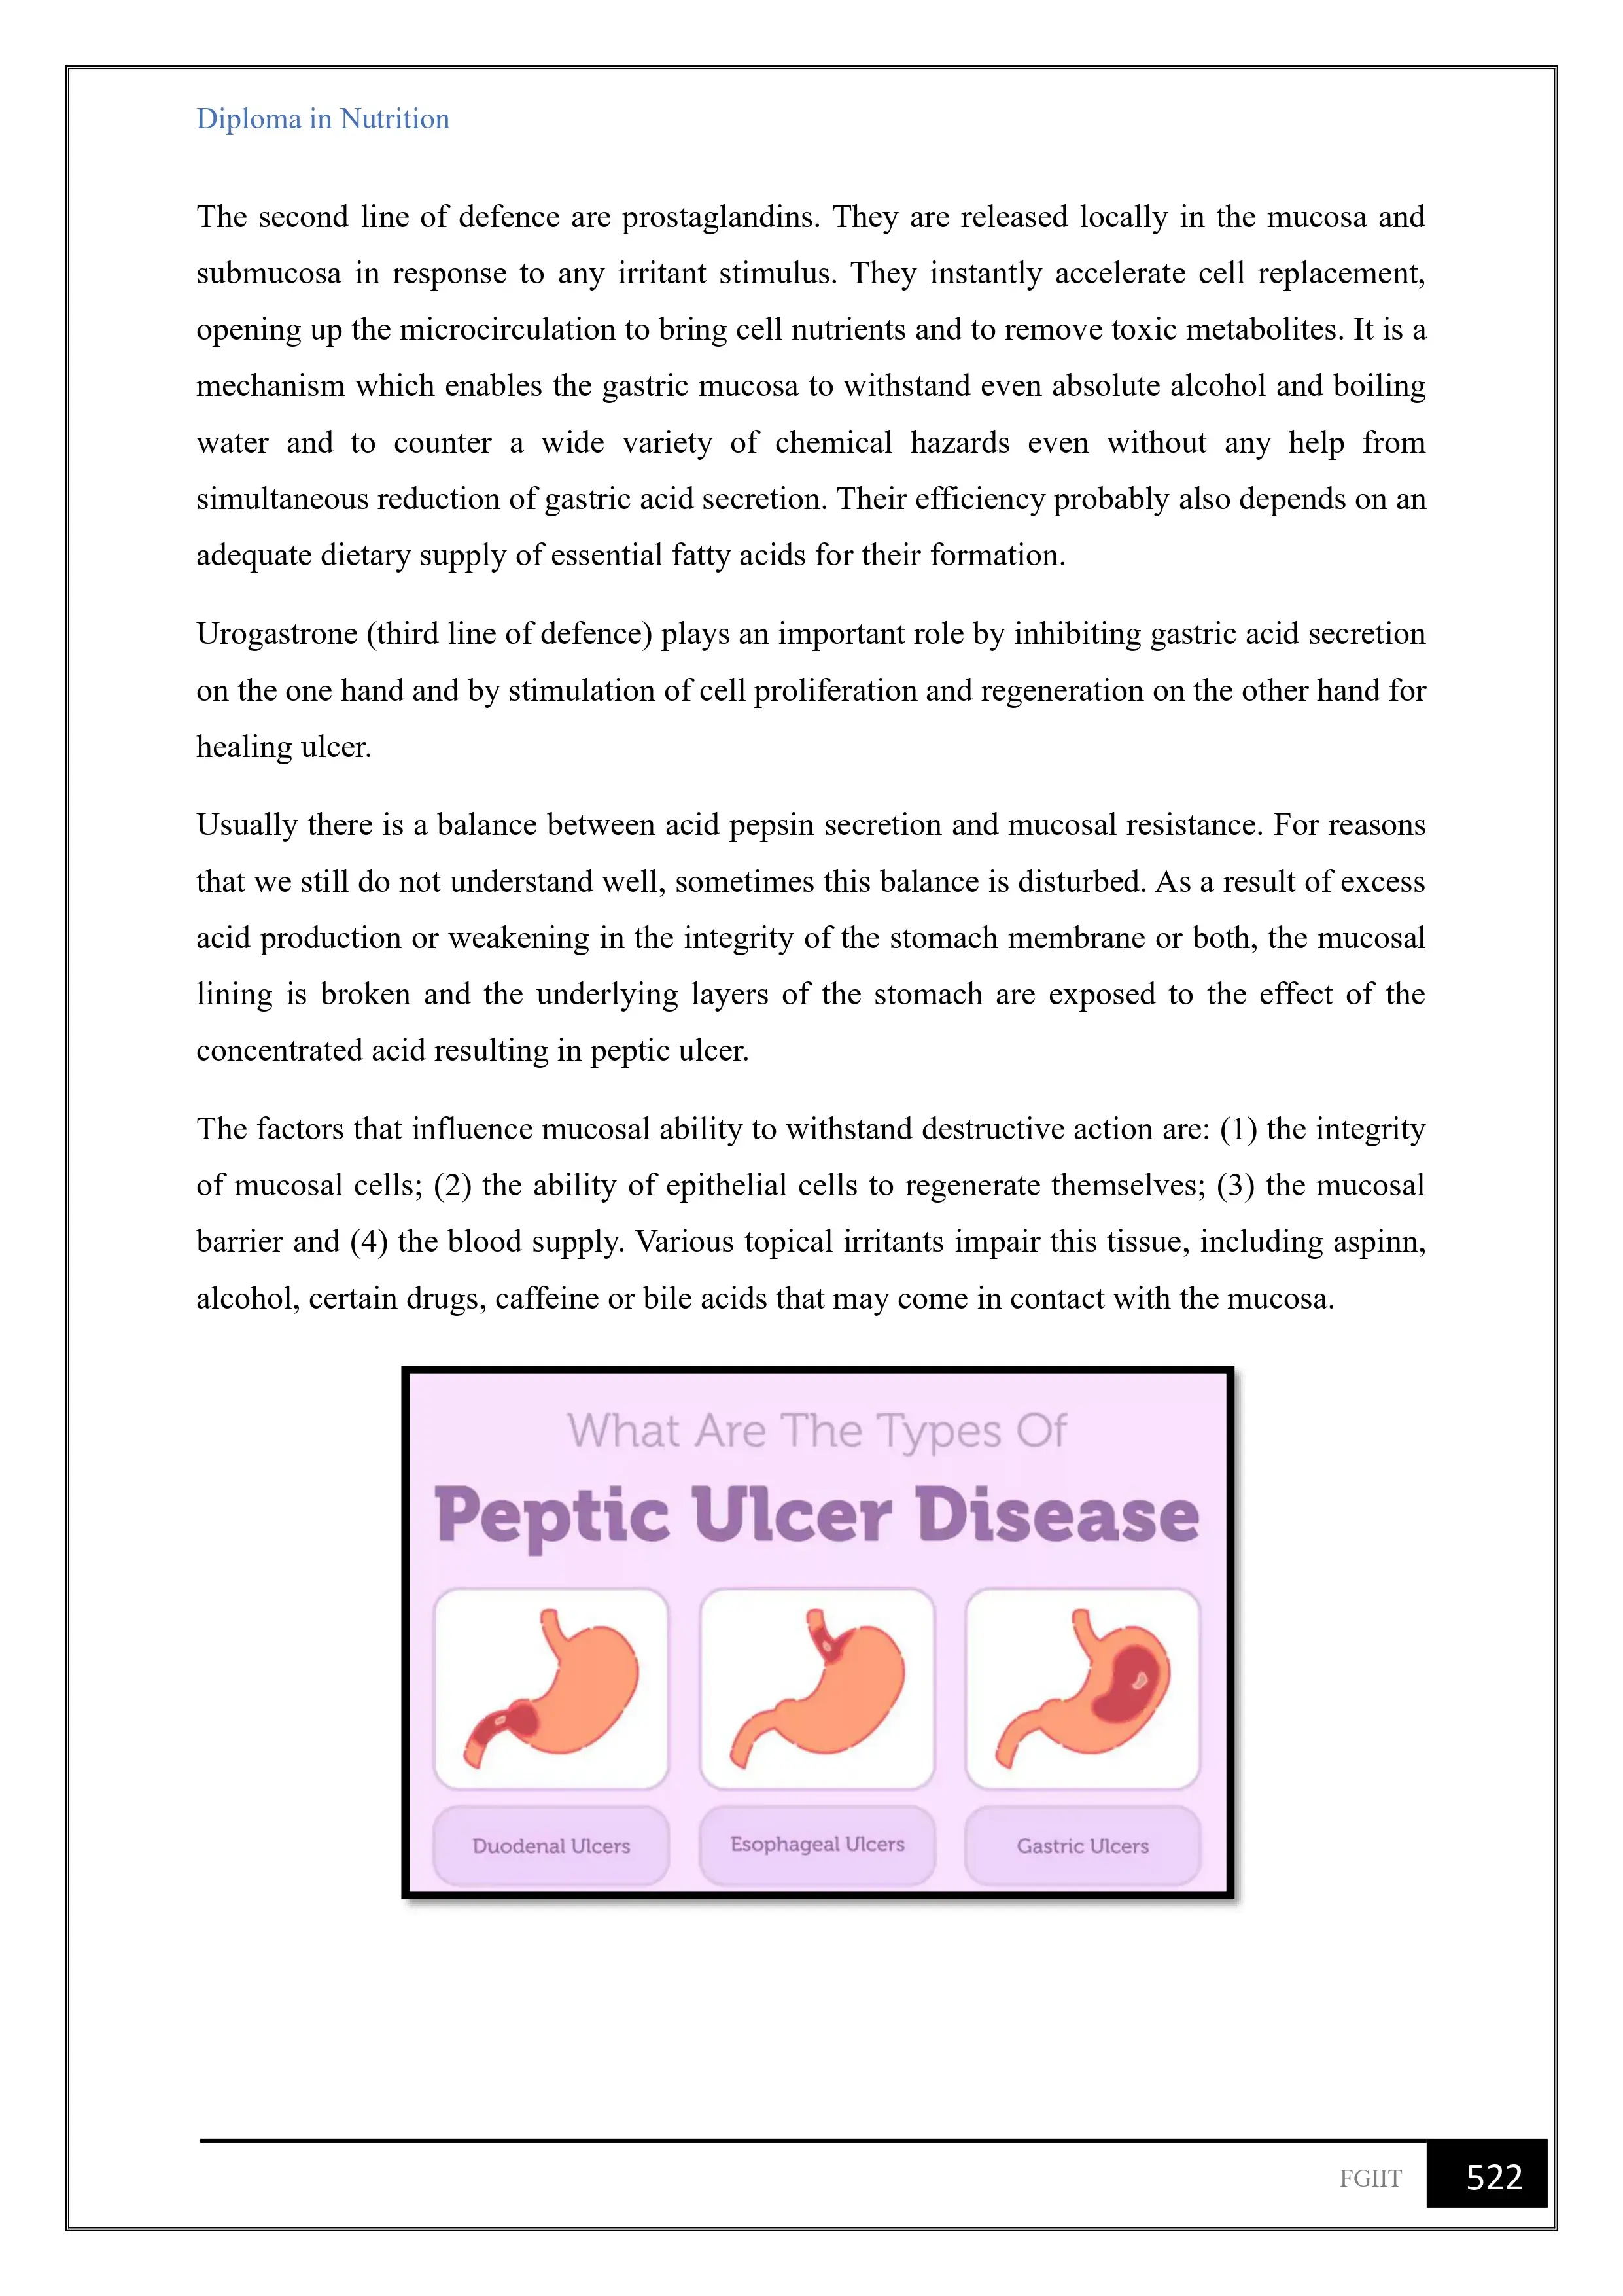 Diploma in Nutrition
The second line of defence are prostaglandins. They are released locally in the mucosa and
submucosa in response to any irritant stimulus. They instantly accelerate cell replacement,
opening up the microcirculation to bring cell nutrients and to remove toxic metabolites. It is a
mechanism which enables the gastric mucosa to withstand even absolute alcohol and boiling
water and to counter a wide variety of chemical hazards even without any help from
simultaneous reduction of gastric acid secretion. Their efficiency probably also depends on an
adequate dietary supply of essential fatty acids for their formation.
Urogastrone (third line of defence) plays an important role by inhibiting gastric acid secretion
on the one hand and by stimulation of cell proliferation and regeneration on the other hand for
healing ulcer.
Usually there is a balance between acid pepsin secretion and mucosal resistance. For reasons
that we still do not understand well, sometimes this balance is disturbed. As a result of excess
acid production or weakening in the integrity of the stomach membrane or both, the mucosal
lining is broken and the underlying layers of the stomach are exposed to the effect of the
concentrated acid resulting in peptic ulcer.
The factors that influence mucosal ability to withstand destructive action are: (1) the integrity
of mucosal cells; (2) the ability of epithelial cells to regenerate themselves; (3) the mucosal
barrier and (4) the blood supply. Various topical irritants impair this tissue, including aspinn,
alcohol, certain drugs, caffeine or bile acids that may come in contact with the mucosa.
What Are The Types Of
Peptic Ulcer Disease
Duodenal Ulcers
Esophageal Ulcers
Gastric Ulcers
FGIIT
522